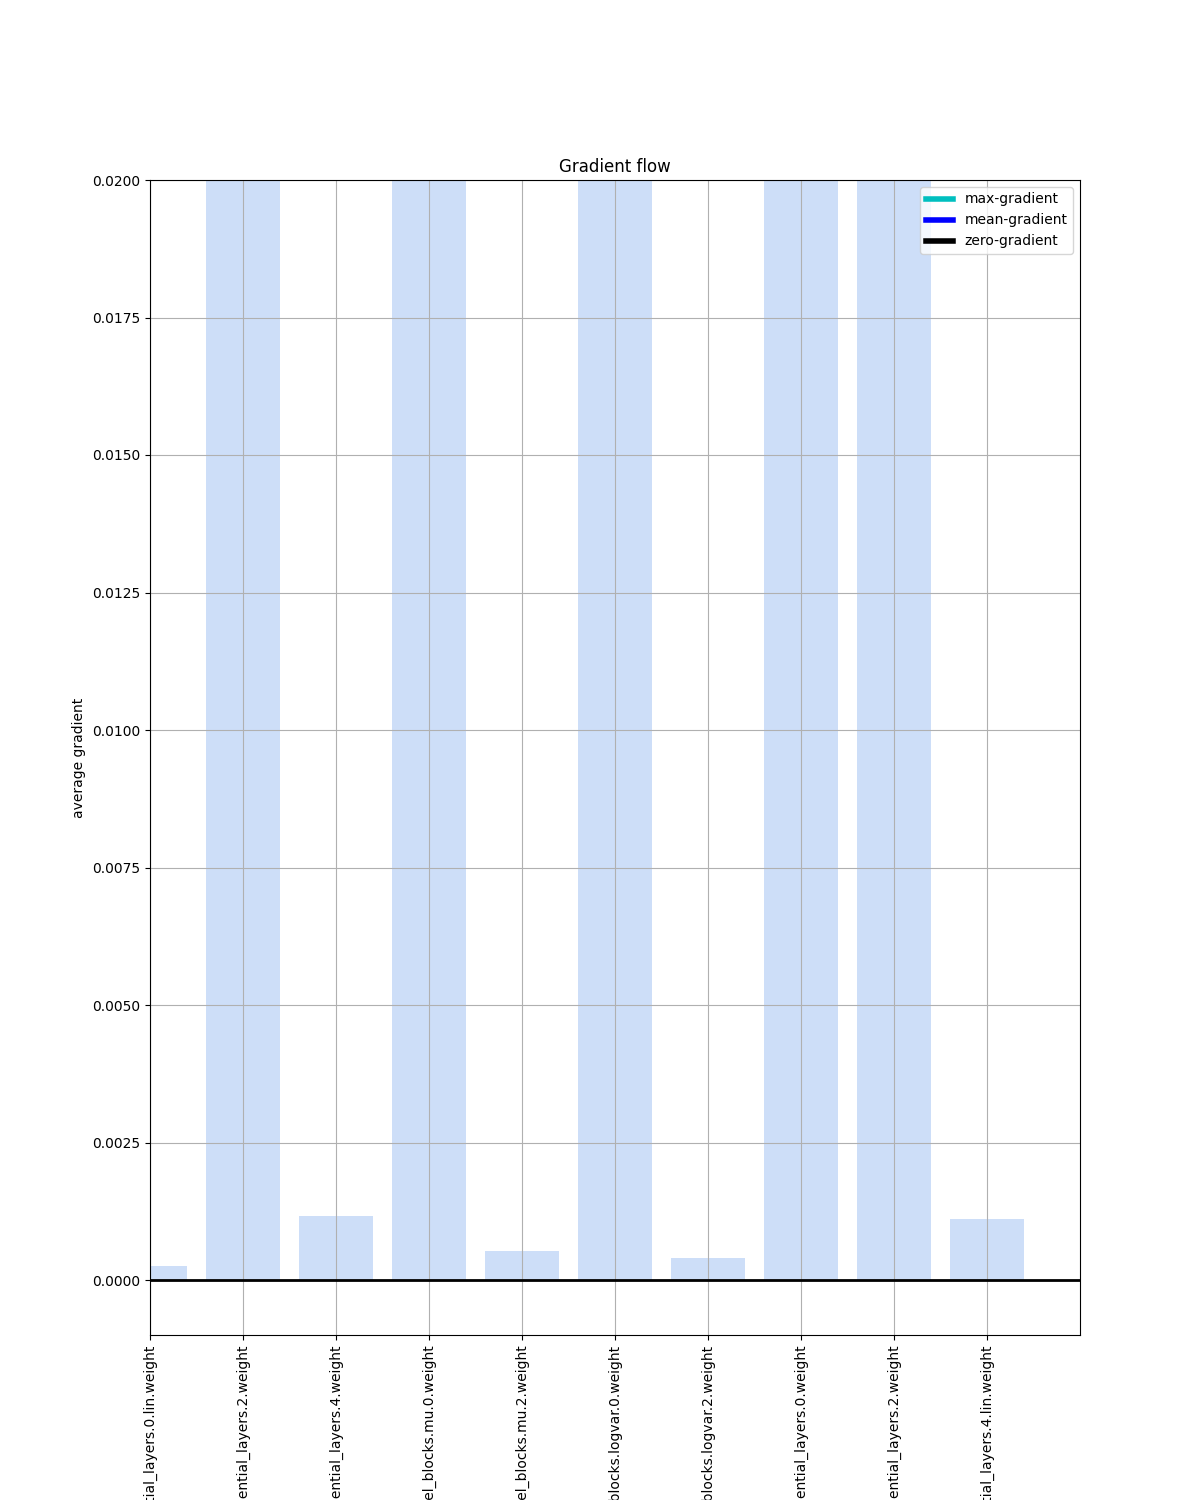 Gradient flow
max-gradient
mean-gradient
zero-gradient
0.0200
0.0175
0.0150
0.0125
0.0100
0.0075
0.0050
0.0025
0.0000
average gradient
tial_layers.0.lin.weight
ential_layers.2.weight
ential_layers.4.weight
el_blocks.mu.0.weight
el_blocks.mu.2.weight
blocks.logvar.0.weight
blocks.logvar.2.weight
ential_layers.0.weight
ential_layers.2.weight
tial_layers.4.lin.weight